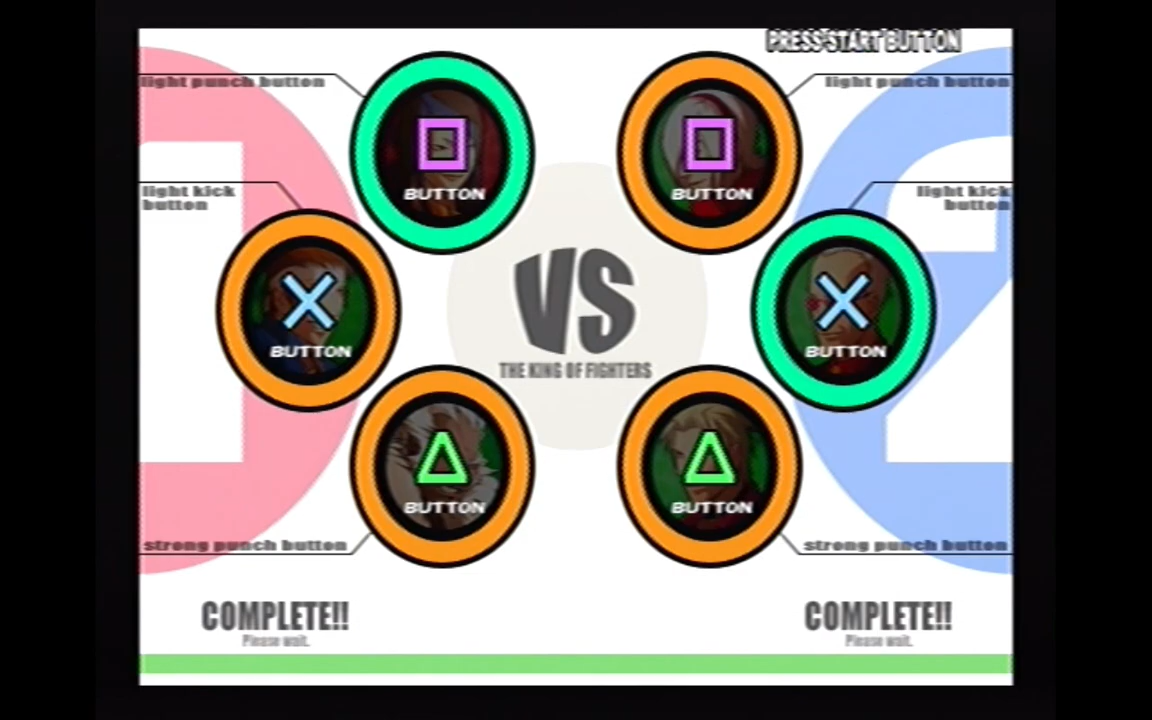 PRESS START BUTTON
light punch button
light punch button
BUTTON
BUTTON
light kick
button
light kick
button
VS
THE KING OF FIGHTERS
BUTTON
BUTTON
BUTTON
BUTTON
strong punch button
strong punch button
COMPLETE!!
Please wait.
COMPLETE!!
Please wait.